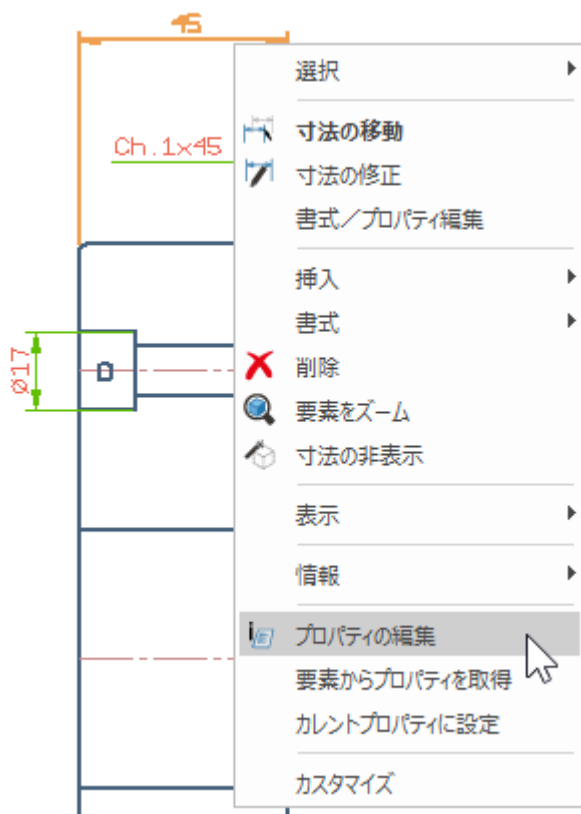 45
選択
Ch.1x45
寸法の移動
寸法の修正
書式／プロパティ編集
挿入
書式
Ø17
D
削除
要素をズーム
寸法の非表示
表示
情報
プロパティの編集
要素からプロパティを取得
カレントプロパティに設定
カスタマイズ